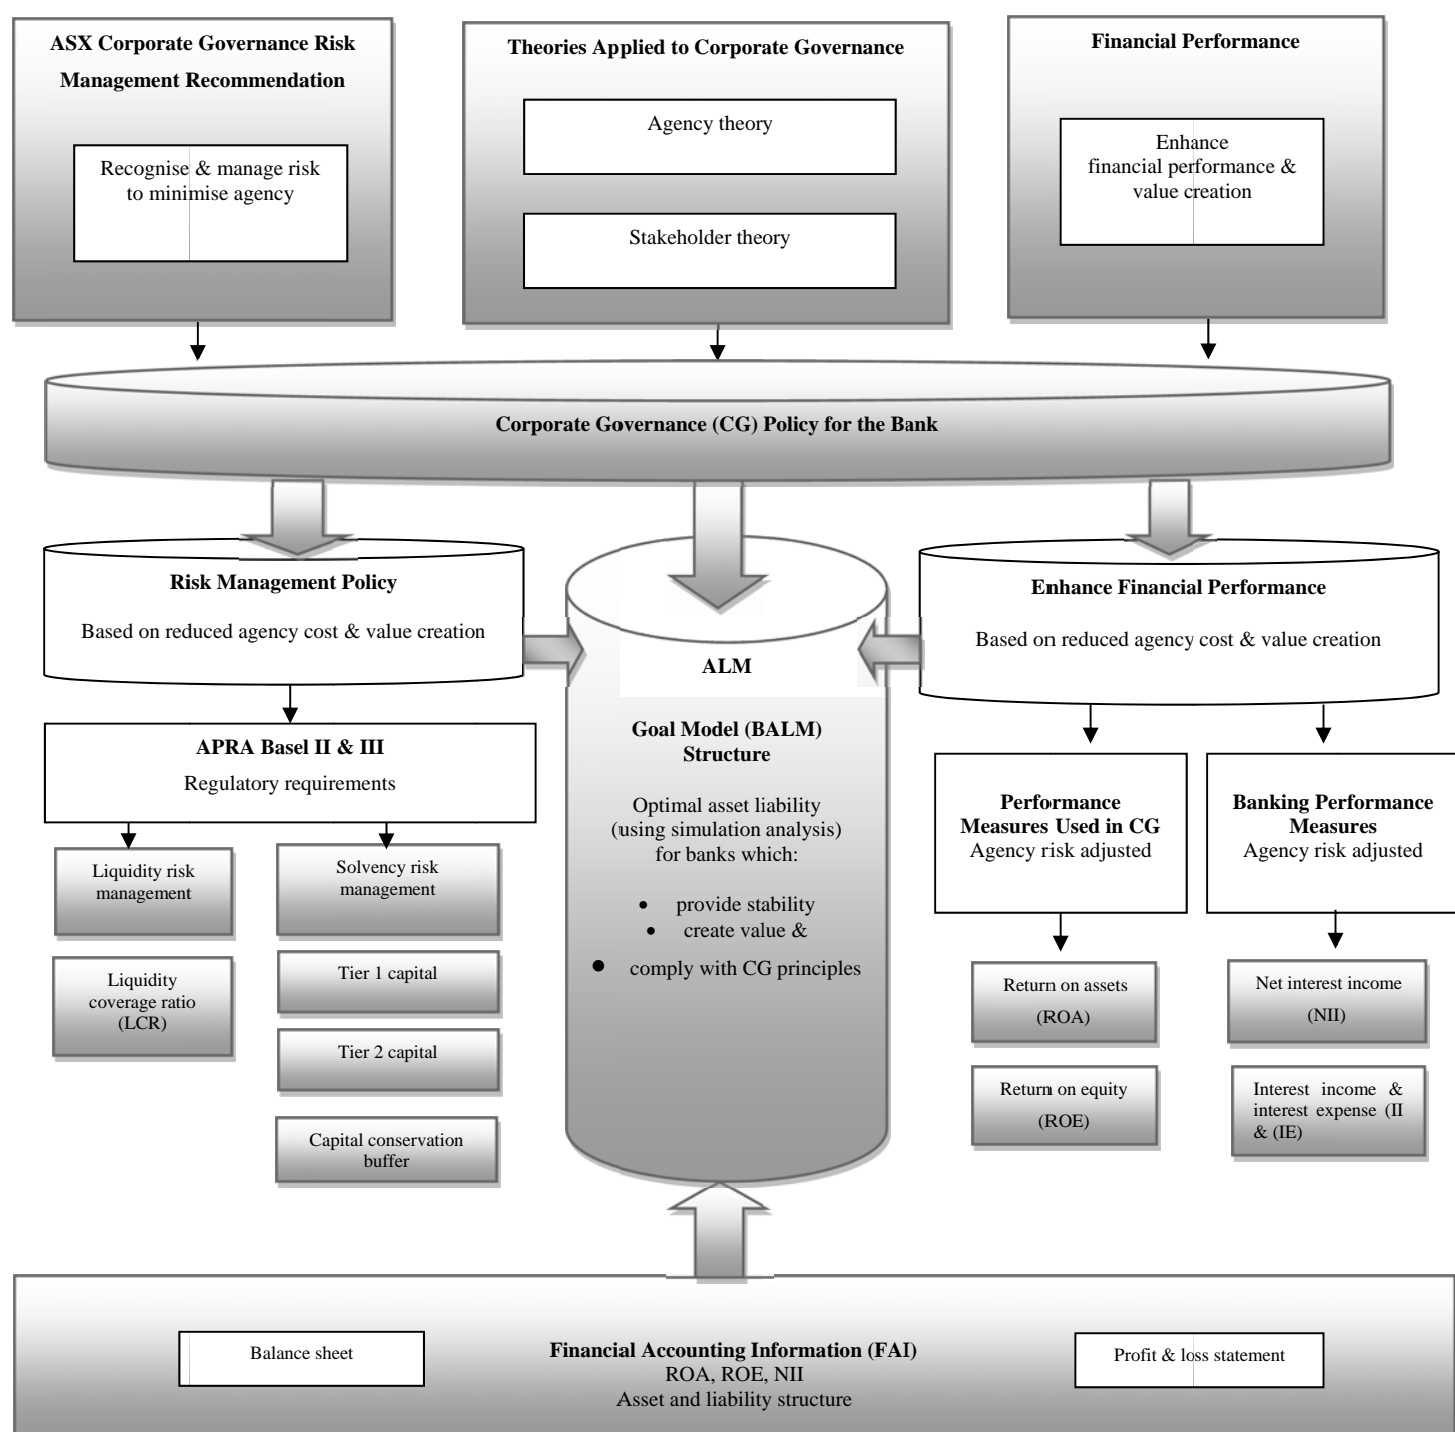 ASX Corporate Governance Risk
Management Recommendation
Recognise & manage risk
to minimise agency
Theories Applied to Corporate Governance
Agency theory
Stakeholder theory
Financial Performance
Enhance
financial performance &
value creation
Corporate Governance (CG) Policy for the Bank
Risk Management Policy
Based on reduced agency cost & value creation
APRA Basel II & III
Regulatory requirements
Liquidity risk
management
Liquidity
coverage ratio
(LCR)
Solvency risk
management
Tier 1 capital
Tier 2 capital
Capital conservation
buffer
ALM
Goal Model (BALM)
Structure
Optimal asset liability
(using simulation analysis)
for banks which:
• provide stability
• create value &
• comply with CG principles
Enhance Financial Performance
Based on reduced agency cost & value creation
Performance
Measures Used in CG
Agency risk adjusted
Return on assets
(ROA)
Return on equity
(ROE)
Banking Performance
Measures
Agency risk adjusted
Net interest income
(NII)
Interest income &
interest expense (II
& (IE)
Balance sheet
Financial Accounting Information (FAI)
ROA, ROE, NII
Asset and liability structure
Profit & loss statement